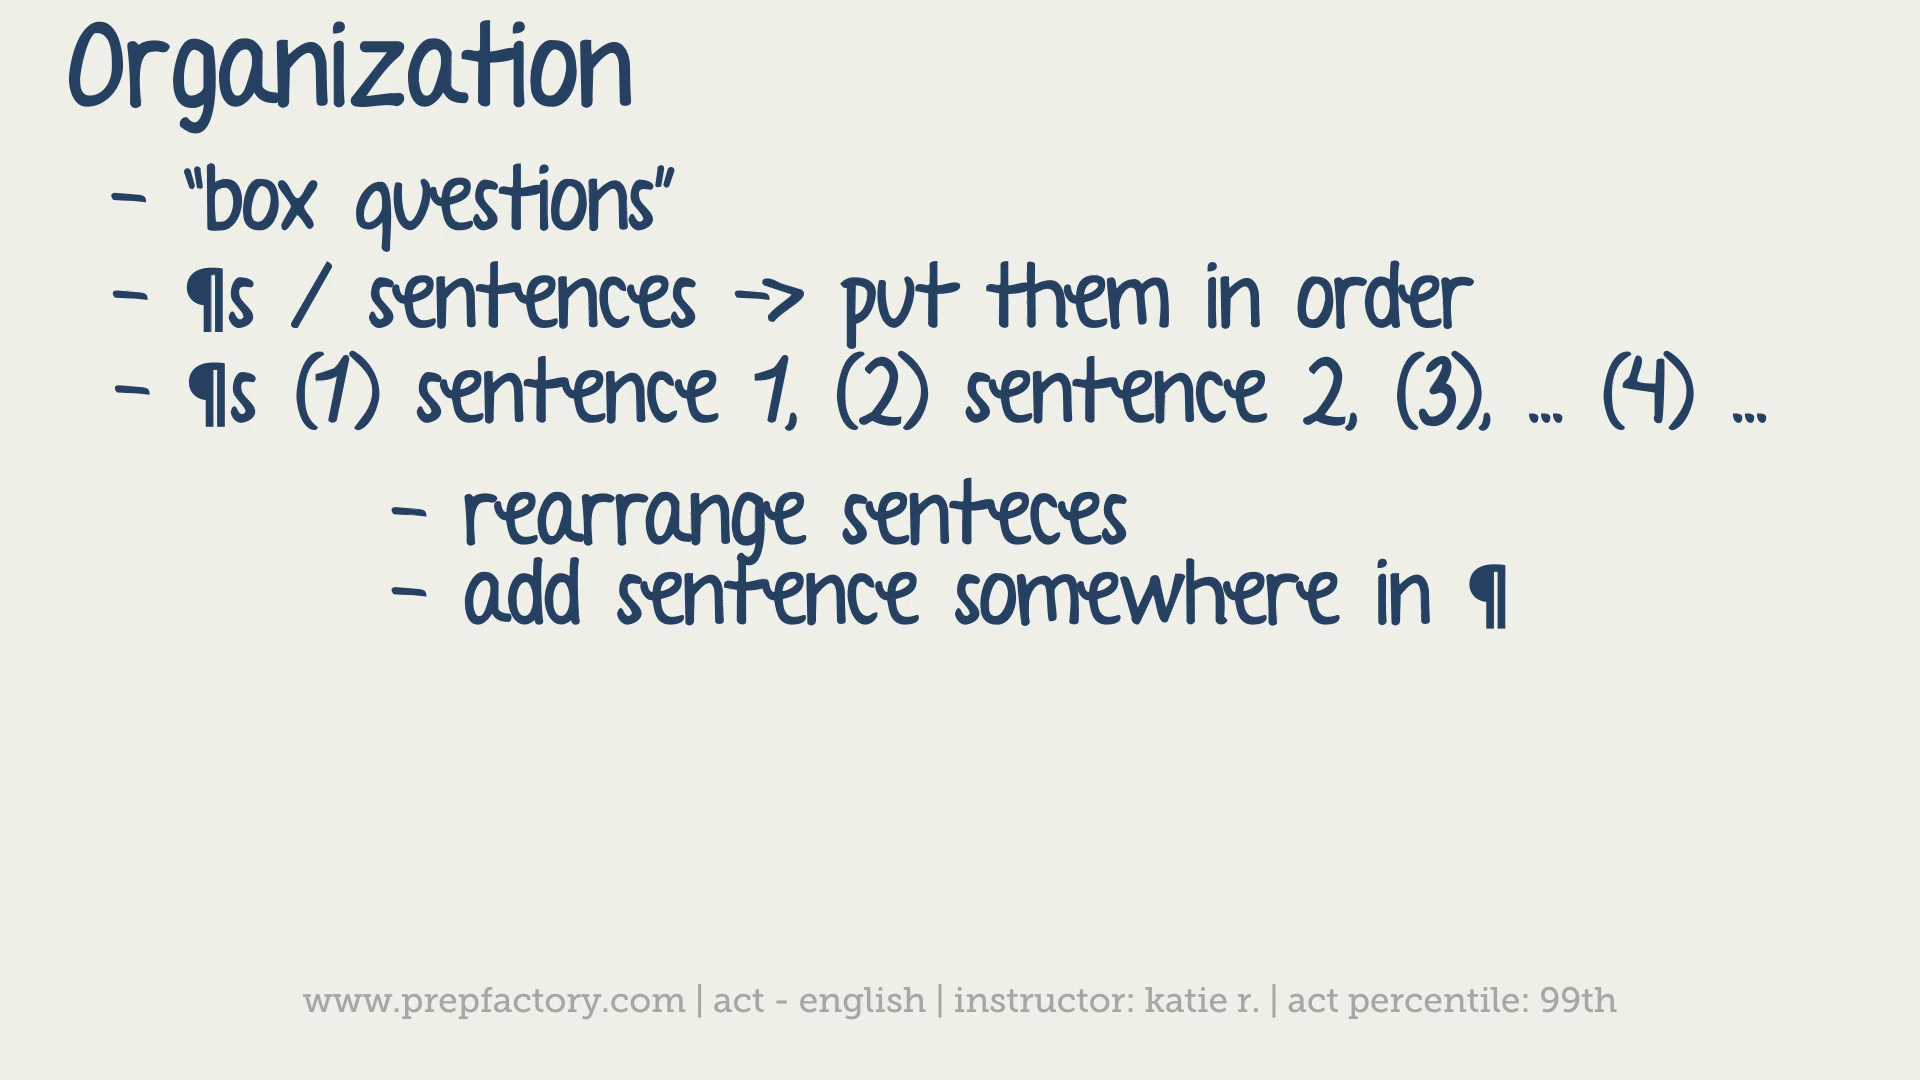 Organization
- "box questions"
- ¶s / sentences -> put them in order
- ¶s (1) sentence 1, (2) sentence 2, (3), ... (4) ...
- rearrange senteces
- add sentence somewhere in ¶
www.prepfactory.com | act - english | instructor: katie r. | act percentile: 99th